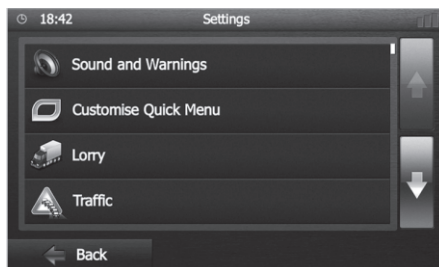 18:42 Settings
Sound and Warnings
Customise Quick Menu
Lorry
Traffic
Back